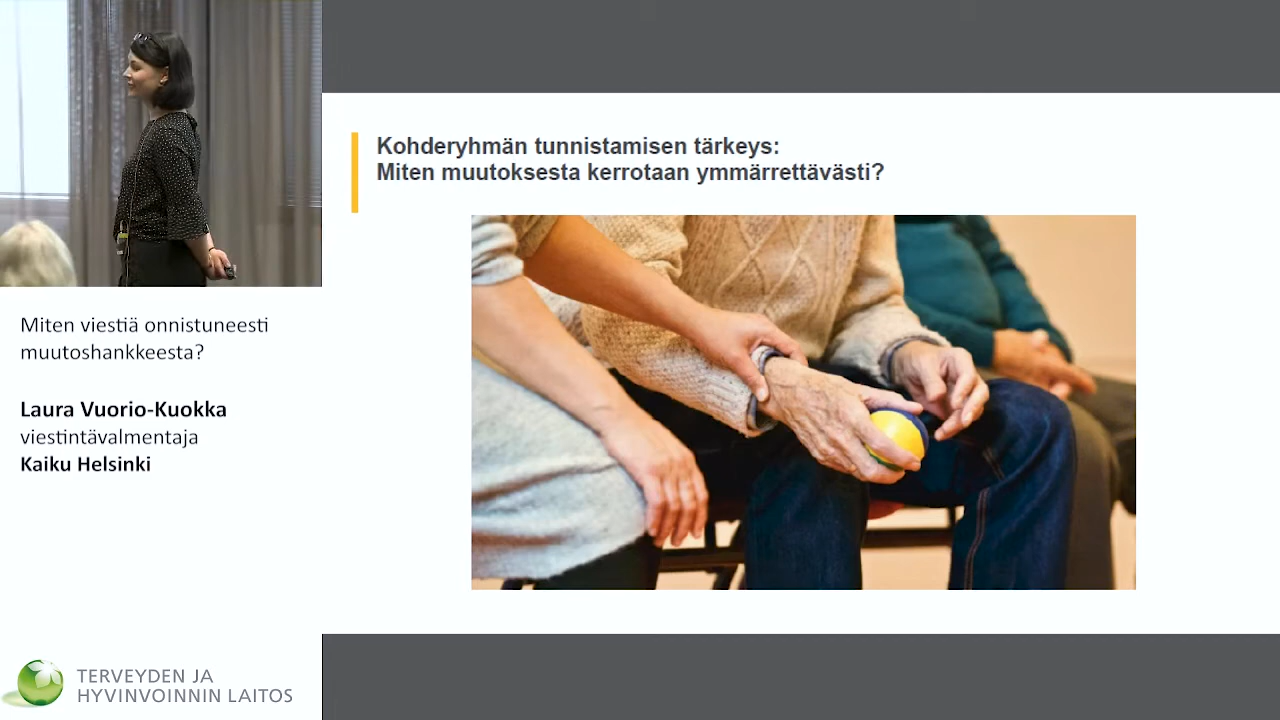 Kohderyhmän tunnistamisen tärkeys:
Miten muutoksesta kerrotaan ymmärrettävästi?
Miten viestiä onnistuneesti
muutoshankkeesta?
Laura Vuorio-Kuokka
viestintävalmentaja
Kaiku Helsinki
TERVEYDEN JA
HYVINVOINNIN LAITOS